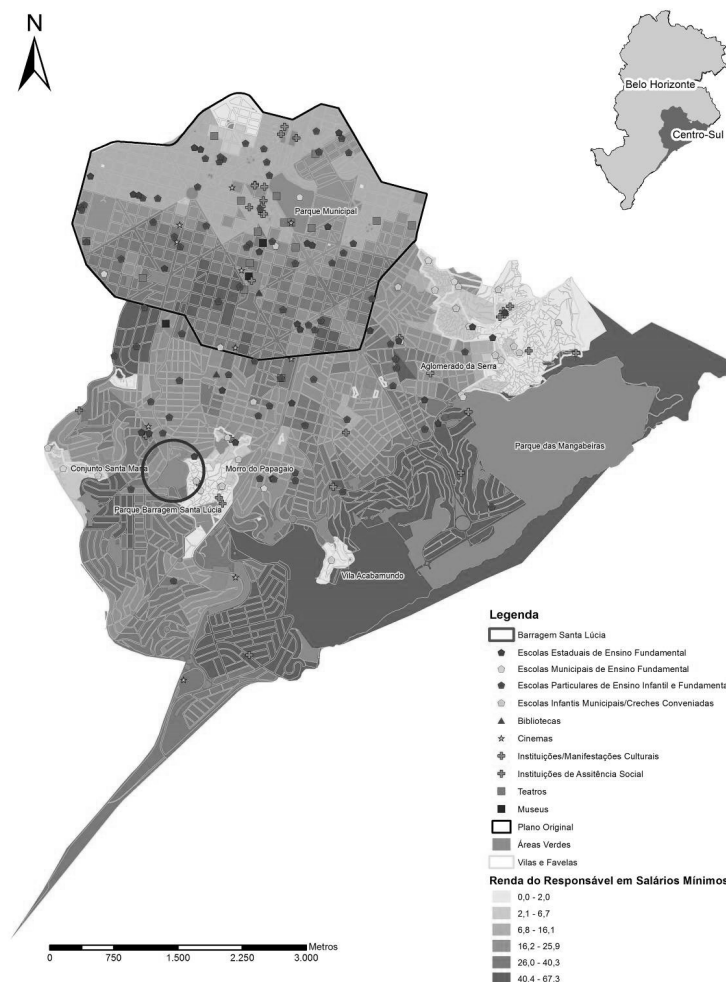 N
Belo Horizonte
Centro-Sul
Parque Municipal
Aglomerado da Serra
Parque das Mangabeiras
Conjunto Santa Maria
Morro do Papagaio
Parque Barragem Santa Lúcia
Vila Acabamundo
Legenda
Barragem Santa Lúcia
Escolas Estaduais de Ensino Fundamental
Escolas Municipais de Ensino Fundamental
Escolas Particulares de Ensino Infantil e Fundamenta
Escolas Infantis Municipais/Creches Conveniadas
Bibliotecas
Cinemas
Instituições/Manifestações Culturais
Instituições de Assitência Social
Teatros
Museus
Plano Original
Áreas Verdes
Vilas e Favelas
Renda do Responsável em Salários Mínimos
0,0 - 2,0
2,1 - 6,7
6,8 - 16,1
16,2 - 25,9
26,0 - 40,3
40,4 - 67,3
Metros
0 750 1.500 2.250 3.000